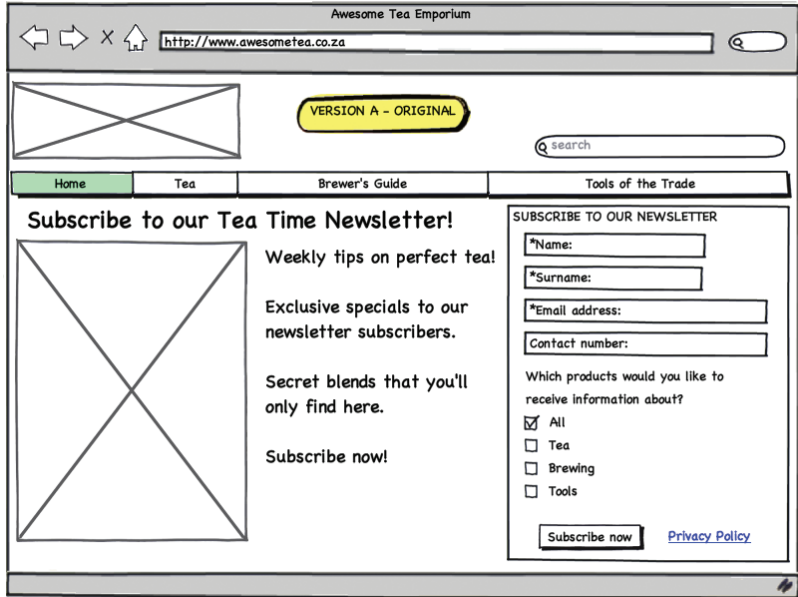 Awesome Tea Emporium
http://www.awesometea.co.za
VERSION A - ORIGINAL
search
Home
Tea
Brewer's Guide
Tools of the Trade
Subscribe to our Tea Time Newsletter!
Weekly tips on perfect tea!
Exclusive specials to our
newsletter subscribers.
Secret blends that you'll
only find here.
Subscribe now!
SUBSCRIBE TO OUR NEWSLETTER
*Name:
*Surname:
*Email address:
Contact number:
Which products would you like to
receive information about?
All
Tea
Brewing
Tools
Subscribe now
Privacy Policy